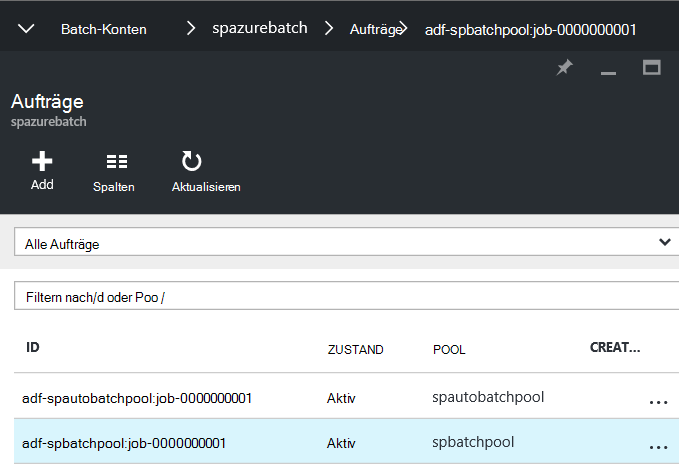 Batch-Konten spazurebatch Aufträge adf-spbatchpool:job-0000000001
Aufträge
spazurebatch
Add Spalten Aktualisieren
Alle Aufträge
Filtern nach/d oder Poo /
ID ZUSTAND POOL CREAT...
adf-spautobatchpool:job-0000000001 Aktiv spautobatchpool ...
adf-spbatchpool:job-0000000001 Aktiv spbatchpool ...